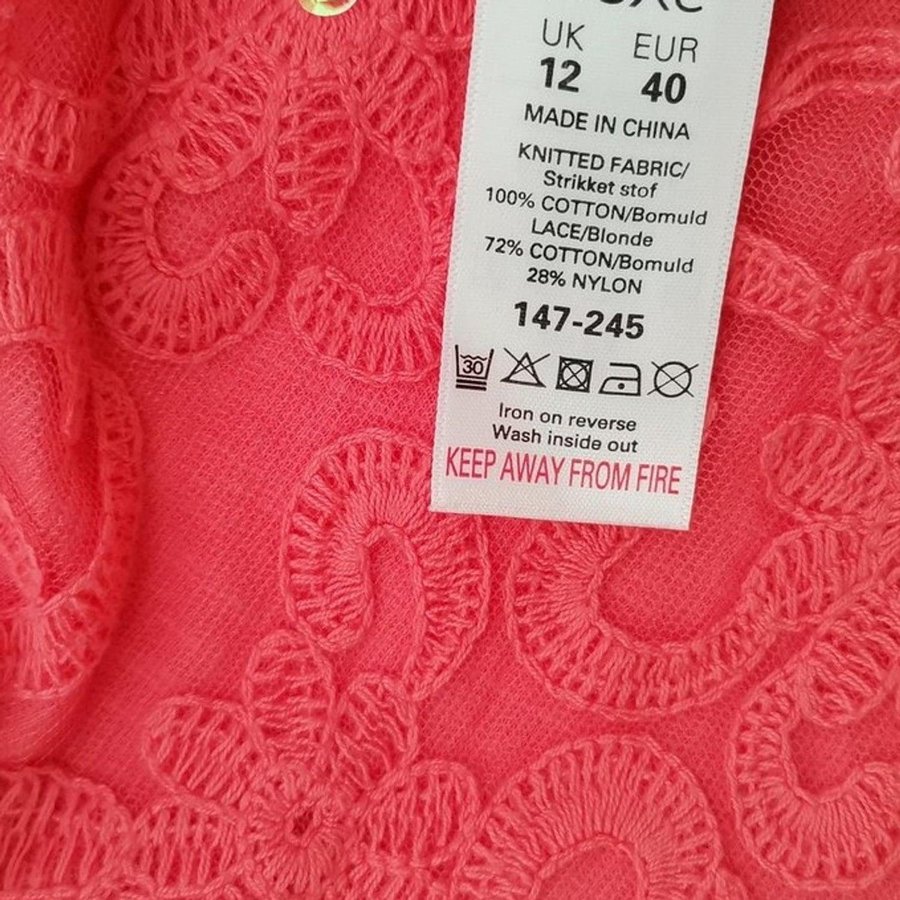 UK EUR
12 40
MADE IN CHINA
KNITTED FABRIC/
Strikket stof
100% COTTON/Bomuld
LACE/Blonde
72% COTTON/Bomuld
28% NYLON
147-245
30
Iron on reverse
Wash inside out
KEEP AWAY FROM FIRE